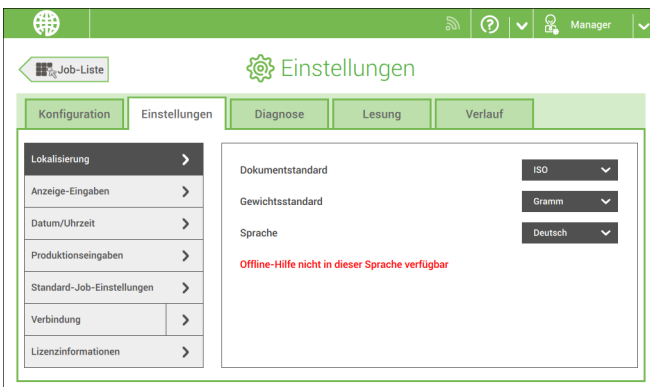 Manager
Job-Liste
Einstellungen
Konfiguration
Einstellungen
Diagnose
Lesung
Verlauf
Lokalisierung
Anzeige-Eingaben
Datum/Uhrzeit
Produktionseingaben
Standard-Job-Einstellungen
Verbindung
Lizenzinformationen
Dokumentstandard
ISO
Gewichtsstandard
Gramm
Sprache
Deutsch
Offline-Hilfe nicht in dieser Sprache verfügbar